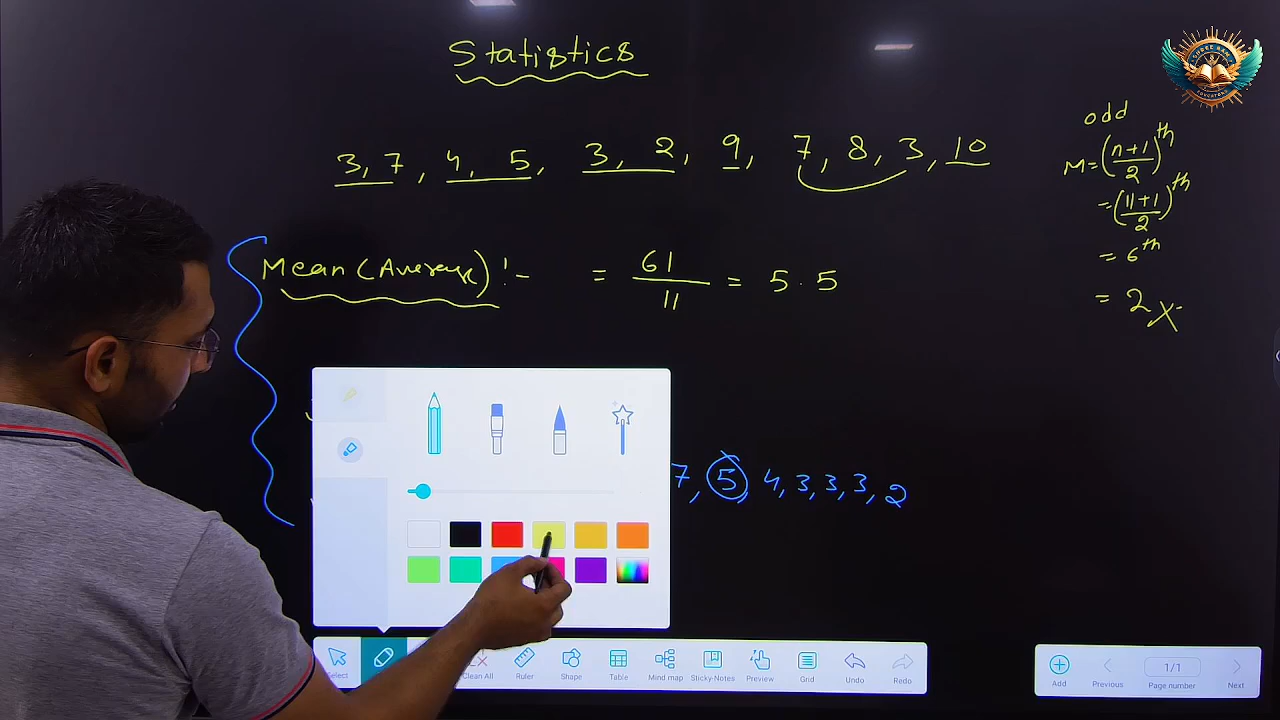 Statistics
3, 7, 4, 5, 3, 2, 9, 7, 8, 3, 10
odd
M=(n+1/2)th
=(11+1/2)th
= 6th
= 2 X
Mean (Average) :- = 61/11 = 5.5
7, 5, 4, 3, 3, 3, 2
Select
Clean All
Ruler
Shape
Table
Mind map
Sticky-Notes
Preview
Grid
Undo
Redo
Add
Previous
1/1
Page number
Next